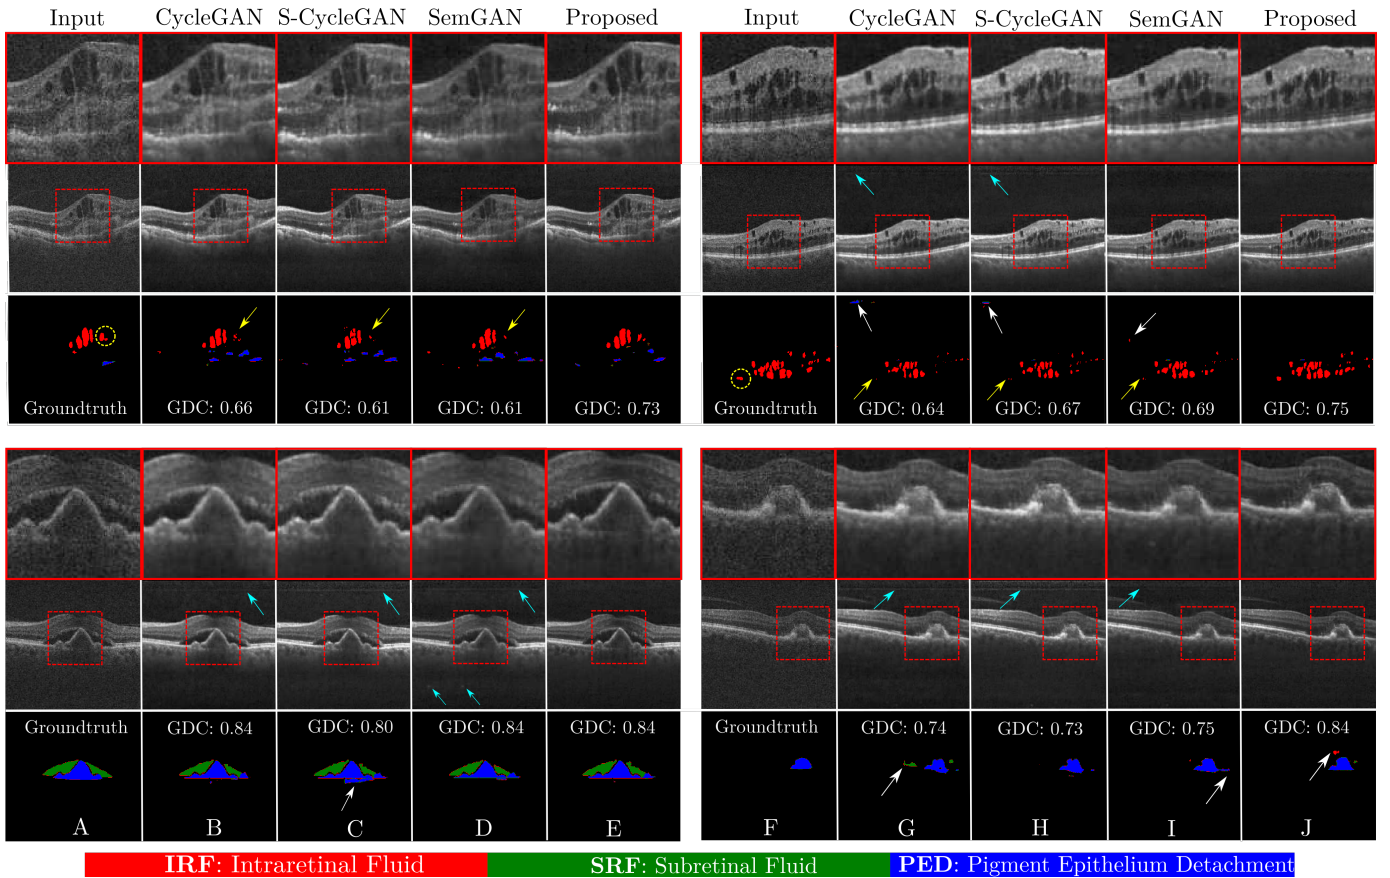 Input CycleGAN S-CycleGAN SemGAN Proposed Input CycleGAN S-CycleGAN SemGAN Proposed
Groundtruth GDC: 0.66 GDC: 0.61 GDC: 0.61 GDC: 0.73 Groundtruth GDC: 0.64 GDC: 0.67 GDC: 0.69 GDC: 0.75
Groundtruth GDC: 0.84 GDC: 0.80 GDC: 0.84 GDC: 0.84 Groundtruth GDC: 0.74 GDC: 0.73 GDC: 0.75 GDC: 0.84
A B C D E F G H I J
IRF: Intraretinal Fluid SRF: Subretinal Fluid PED: Pigment Epithelium Detachment